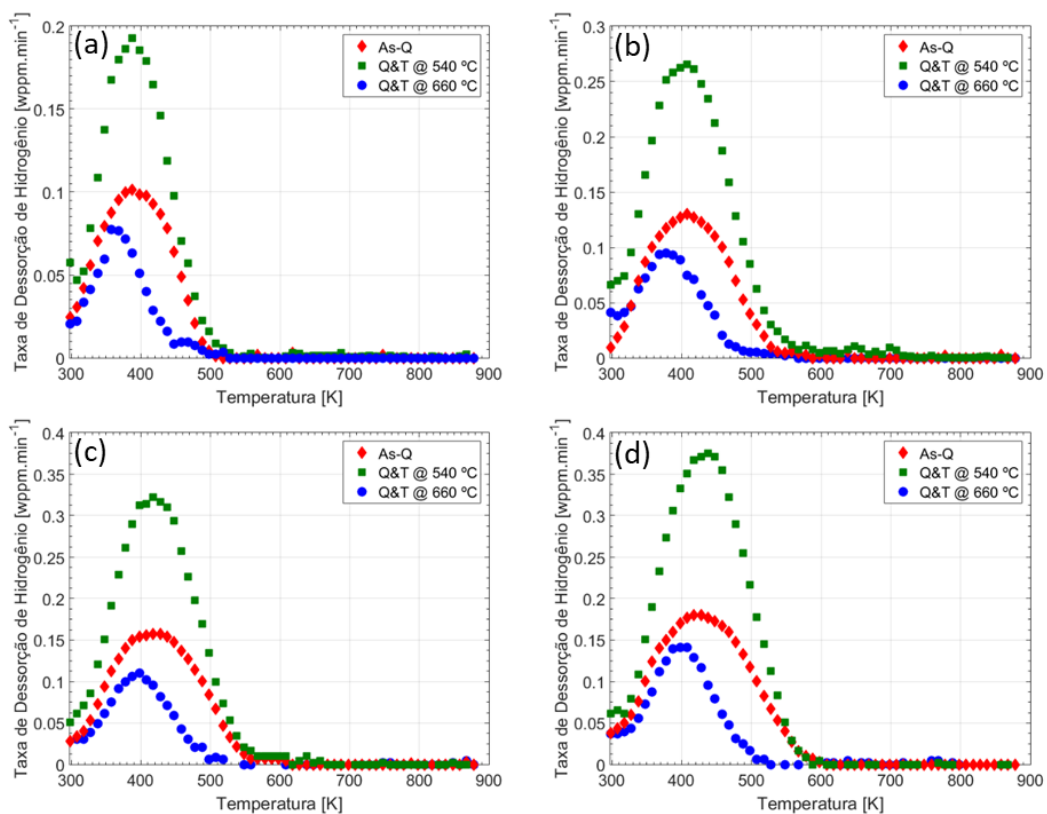 (a)
Taxa de Dessorção de Hidrogênio [wppm.min⁻¹]
0.2
0.15
0.1
0.05
0
As-Q
Q&T @ 540 ºC
Q&T @ 660 ºC
300 400 500 600 700 800 900
Temperatura [K]
(b)
Taxa de Dessorção de Hidrogênio [wppm.min⁻¹]
0.3
0.25
0.2
0.15
0.1
0.05
0
As-Q
Q&T @ 540 ºC
Q&T @ 660 ºC
300 400 500 600 700 800 900
Temperatura [K]
(c)
Taxa de Dessorção de Hidrogênio [wppm.min⁻¹]
0.4
0.35
0.3
0.25
0.2
0.15
0.1
0.05
0
As-Q
Q&T @ 540 ºC
Q&T @ 660 ºC
300 400 500 600 700 800 900
Temperatura [K]
(d)
Taxa de Dessorção de Hidrogênio [wppm.min⁻¹]
0.4
0.35
0.3
0.25
0.2
0.15
0.1
0.05
0
As-Q
Q&T @ 540 ºC
Q&T @ 660 ºC
300 400 500 600 700 800 900
Temperatura [K]